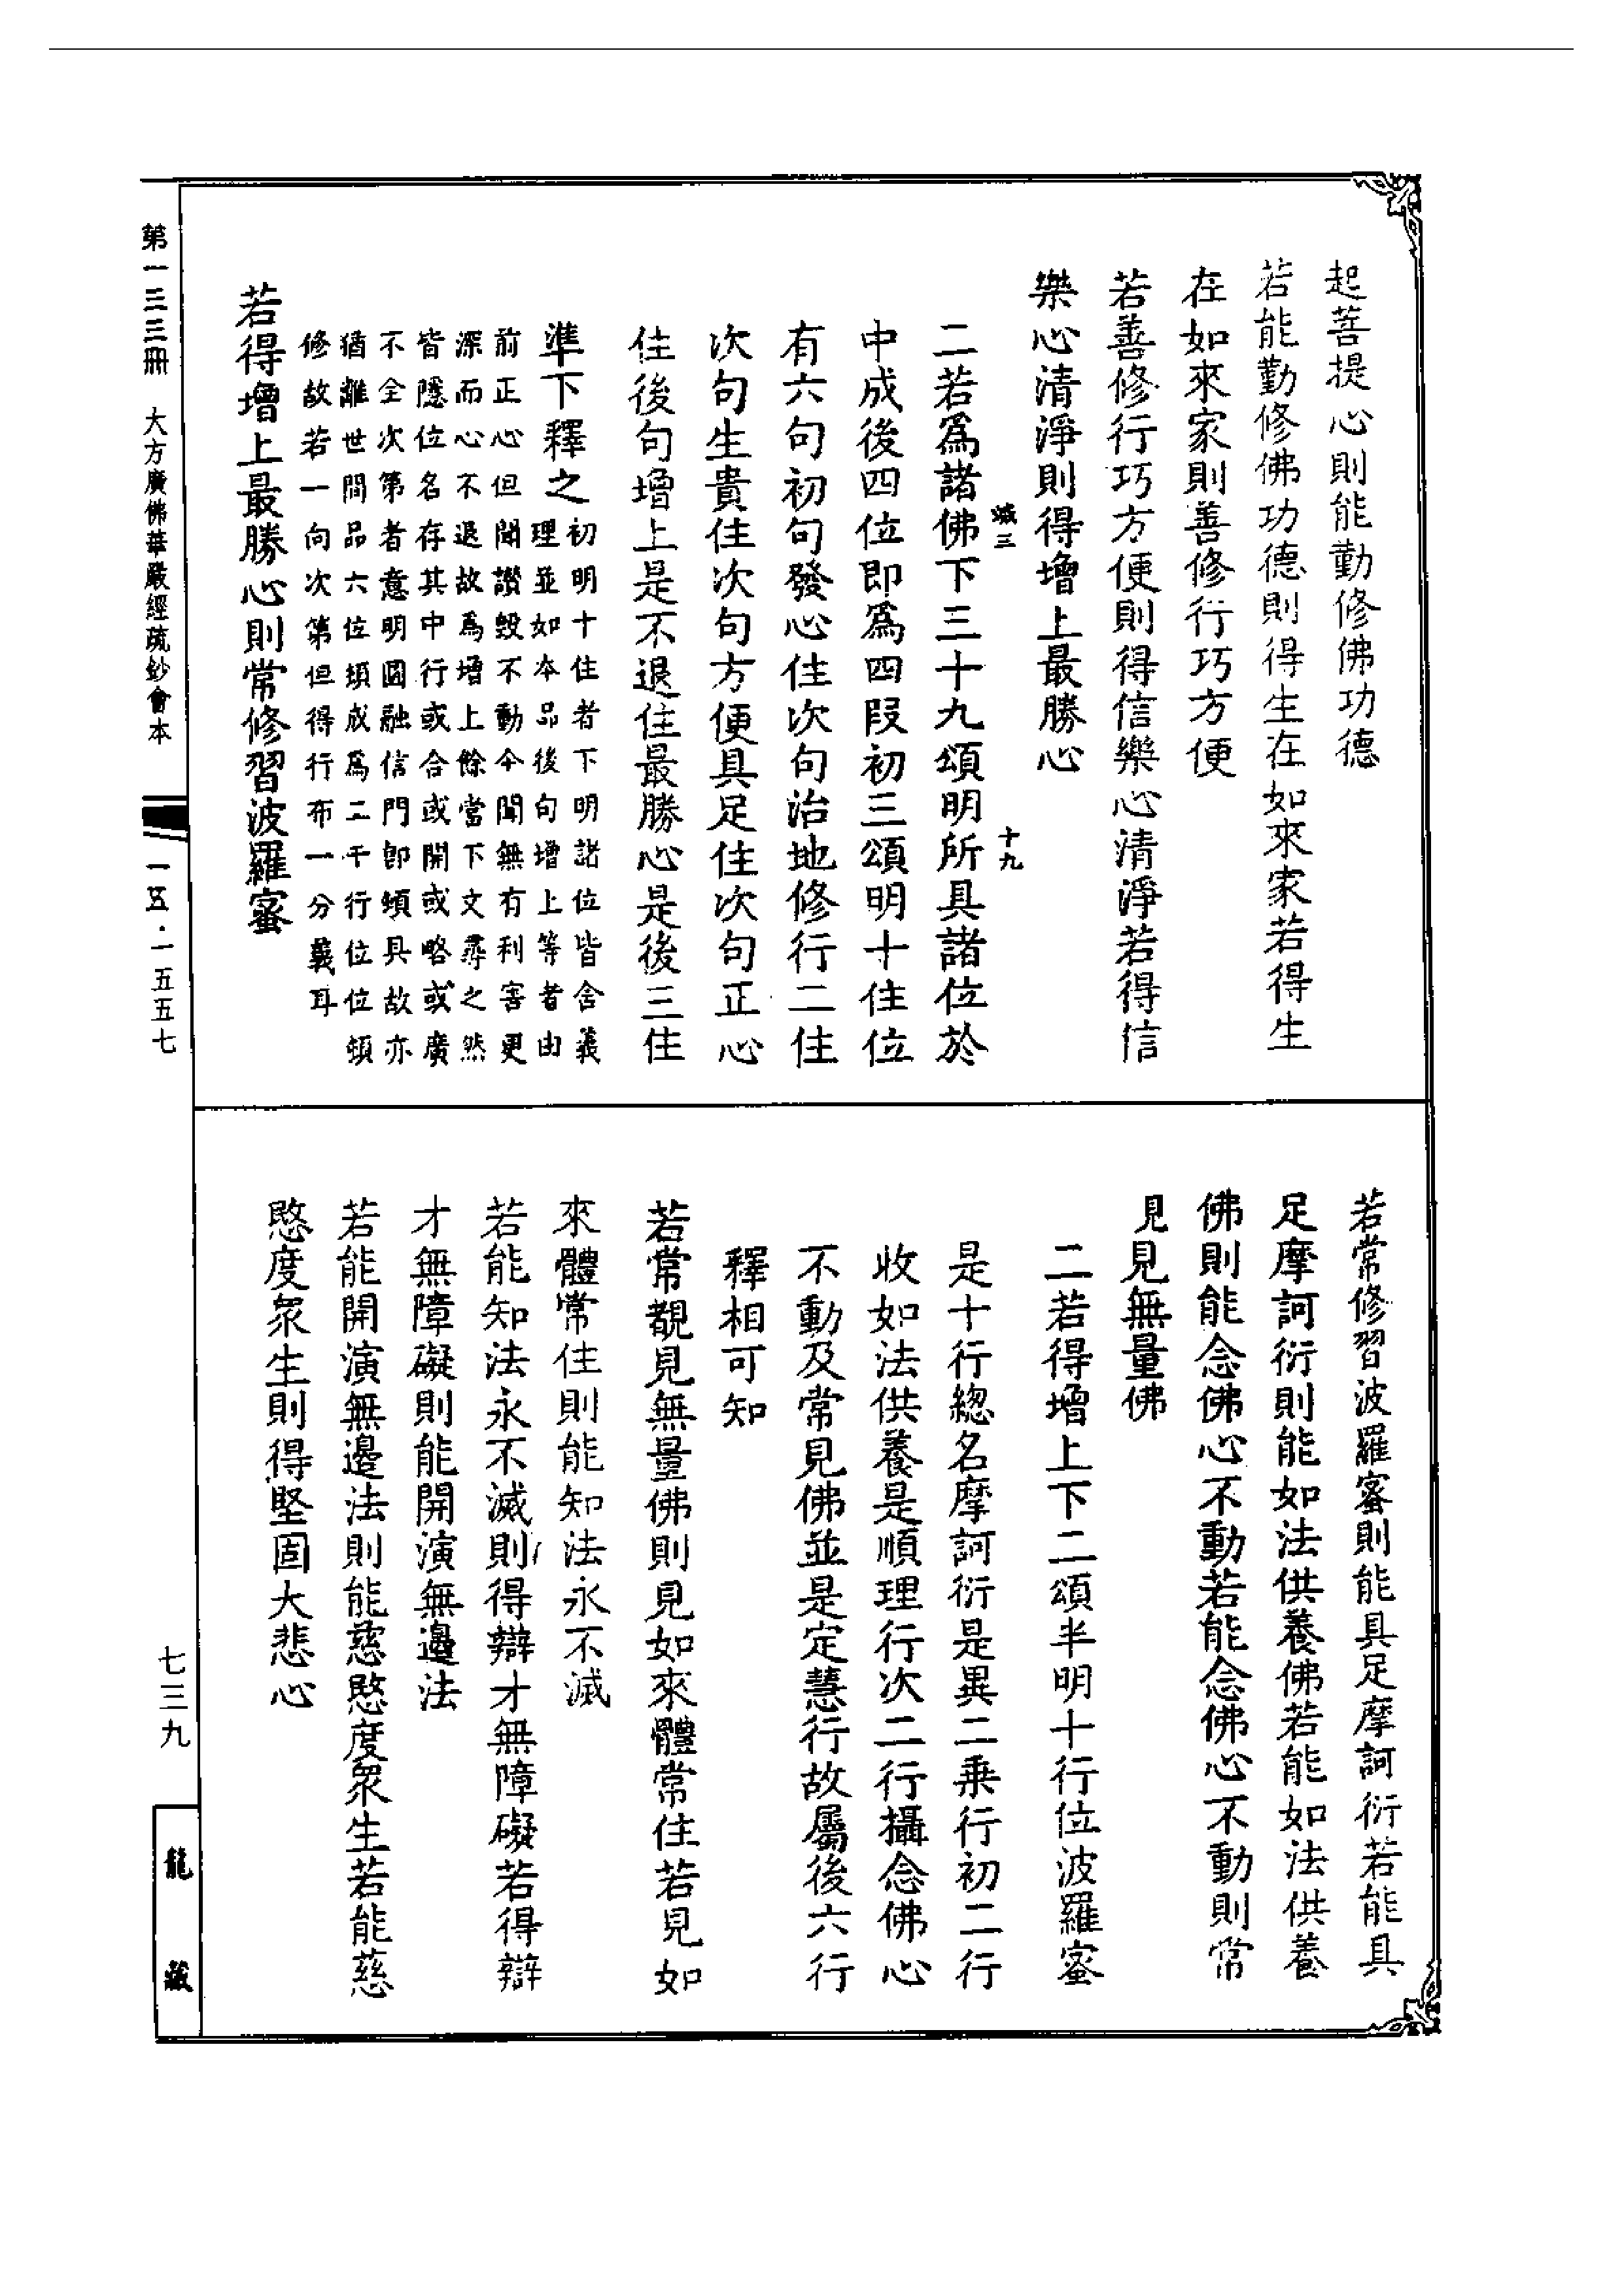 起菩提心則能勤修佛功德
若能勤修佛功德則得生在如來家若得生
在如來家則善修行巧方便
若善修行巧方便則得信樂心清淨若得信
樂心清淨則得增上最勝心
滅三
十九
二若爲諸佛下三十九頌明所具諸位於
中成後四位即爲四段初三頌明十住位
有六句初句發心住次句治地修行二住
次句生貴住次句方便具足住次句正心
住後句增上是不退住最勝心是後三住
準下釋之
初明十住者下明諸位皆含義
理並如本品後句增上等者由
前正心但聞讚毀不動今聞無有利害更
深而心不退故爲增上餘當下文尋之然
皆隱位名存其中行或合或開或略或廣
不全次第者意明圓融信門即頓具故亦
猶離世間品六位頓成爲二千行位位頓
修故若一向次第但得行布一分義耳
若得增上最勝心則常修習波羅蜜
若常修習波羅蜜則能具足摩訶衍若能具
足摩訶衍則能如法供養佛若能如法供養
佛則能念佛心不動若能念佛心不動則常
覩見無量佛
二若得增上下二頌半明十行位波羅蜜
是十行總名摩訶衍是異二乘行初二行
收如法供養是順理行次二行攝念佛心
不動及常見佛並是定慧行故屬後六行
釋相可知
若常覩見無量佛則見如來體常住若見如
來體常住則能知法永不滅
若能知法永不滅則得辯才無障礙若得辯
才無障礙則能開演無邊法
若能開演無邊法則能慈愍度衆生若能慈
愍度衆生則得堅固大悲心
第一三三冊 大方廣佛華嚴經疏鈔會本
一五·一五五七
七三九
龍藏